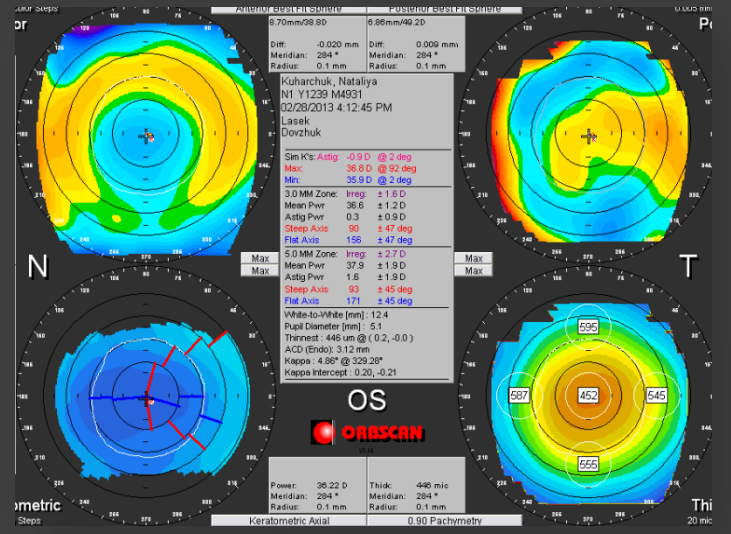 Color Steps
Anterior Best Fit Sphere
Posterior Best Fit Sphere
0.005 mm
8.70mm/38.8D
6.86mm/49.2D
Diff: -0.020 mm
Meridian: 284 °
Radius: 0.1 mm
Diff: 0.009 mm
Meridian: 284 °
Radius: 0.1 mm
Kuharchuk, Nataliya
N1 Y1239 M4931
02/28/2013 4:12:45 PM
Lasek
Dovzhuk
Sim K's: Astig: -0.9 D @ 2 deg
Max: 36.8 D @ 92 deg
Min: 35.9 D @ 2 deg
3.0 MM Zone: Irreg: ± 1.6 D
Mean Pwr 36.6 ± 1.2 D
Astig Pwr 0.3 ± 0.9 D
Steep Axis 90 ± 47 deg
Flat Axis 156 ± 47 deg
5.0 MM Zone: Irreg: ± 2.7 D
Mean Pwr 37.9 ± 1.9 D
Astig Pwr 1.6 ± 1.9 D
Steep Axis 93 ± 45 deg
Flat Axis 171 ± 45 deg
White-to-White [mm] : 12.4
Pupil Diameter [mm] : 5.1
Thinnest : 446 um @ ( 0.2, -0.0 )
ACD (Endo): 3.12 mm
Kappa : 4.86° @ 329.28°
Kappa Intercept : 0.20, -0.21
N
T
Max
Max
Max
Max
OS
ORBSCAN
595
587
452
545
555
Power: 36.22 D
Meridian: 284 °
Radius: 0.1 mm
Thick: 446 mic
Meridian: 284 °
Radius: 0.1 mm
ometric
Steps
Keratometric Axial
0.90 Pachymetry
Thi
20 mic